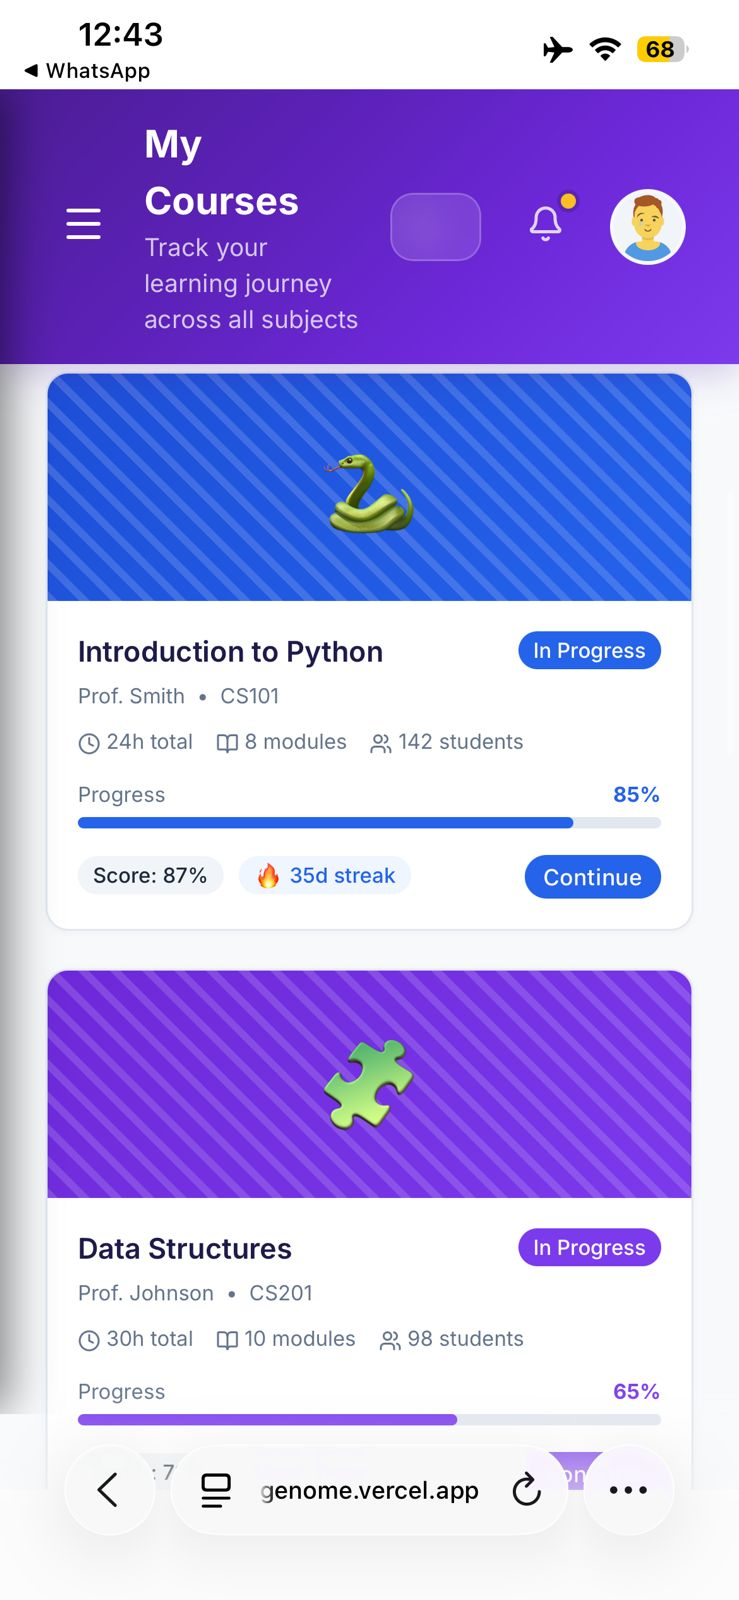 12:43
68
◀ WhatsApp
My
Courses
Track your
learning journey
across all subjects
Introduction to Python
In Progress
Prof. Smith • CS101
24h total 8 modules 142 students
Progress 85%
Score: 87% 🔥 35d streak Continue
Data Structures
In Progress
Prof. Johnson • CS201
30h total 10 modules 98 students
Progress 65%
genome.vercel.app